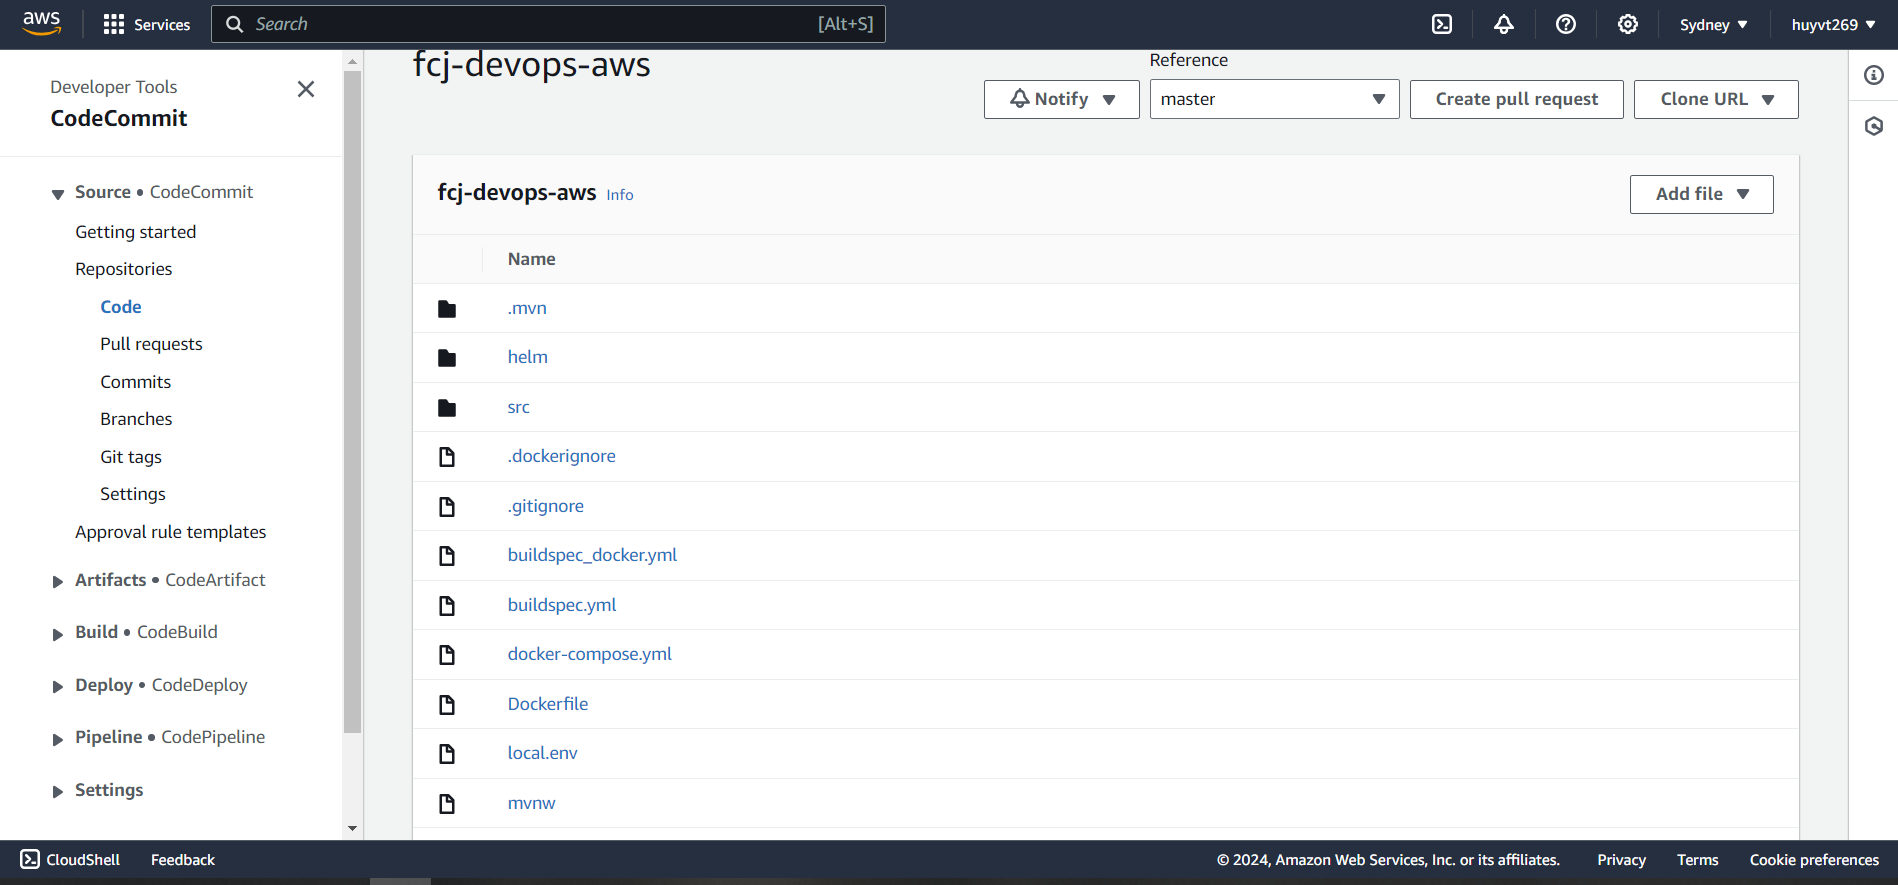 aws
Services
Search
[Alt+S]
Sydney
huyvt269
Developer Tools
CodeCommit
Source • CodeCommit
Getting started
Repositories
Code
Pull requests
Commits
Branches
Git tags
Settings
Approval rule templates
Artifacts • CodeArtifact
Build • CodeBuild
Deploy • CodeDeploy
Pipeline • CodePipeline
Settings
fcj-devops-aws
Reference
Notify
master
Create pull request
Clone URL
fcj-devops-aws Info
Add file
Name
.mvn
helm
src
.dockerignore
.gitignore
buildspec_docker.yml
buildspec.yml
docker-compose.yml
Dockerfile
local.env
mvnw
CloudShell
Feedback
© 2024, Amazon Web Services, Inc. or its affiliates.
Privacy
Terms
Cookie preferences